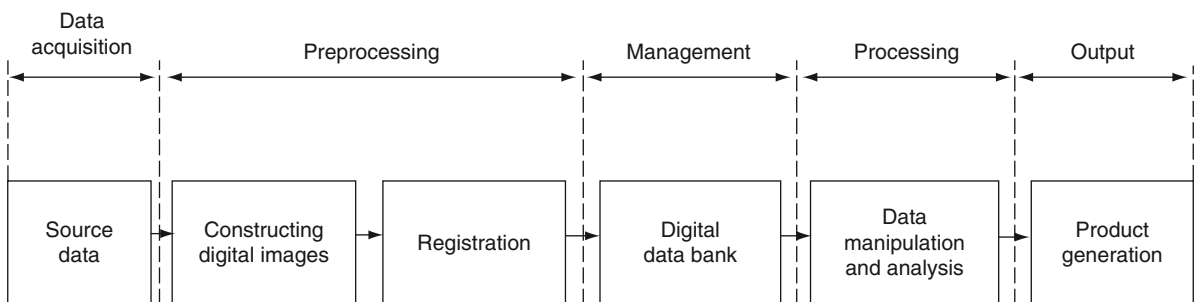 Data
acquisition
Preprocessing
Management
Processing
Output
Source
data
Constructing
digital images
Registration
Digital
data bank
Data
manipulation
and analysis
Product
generation